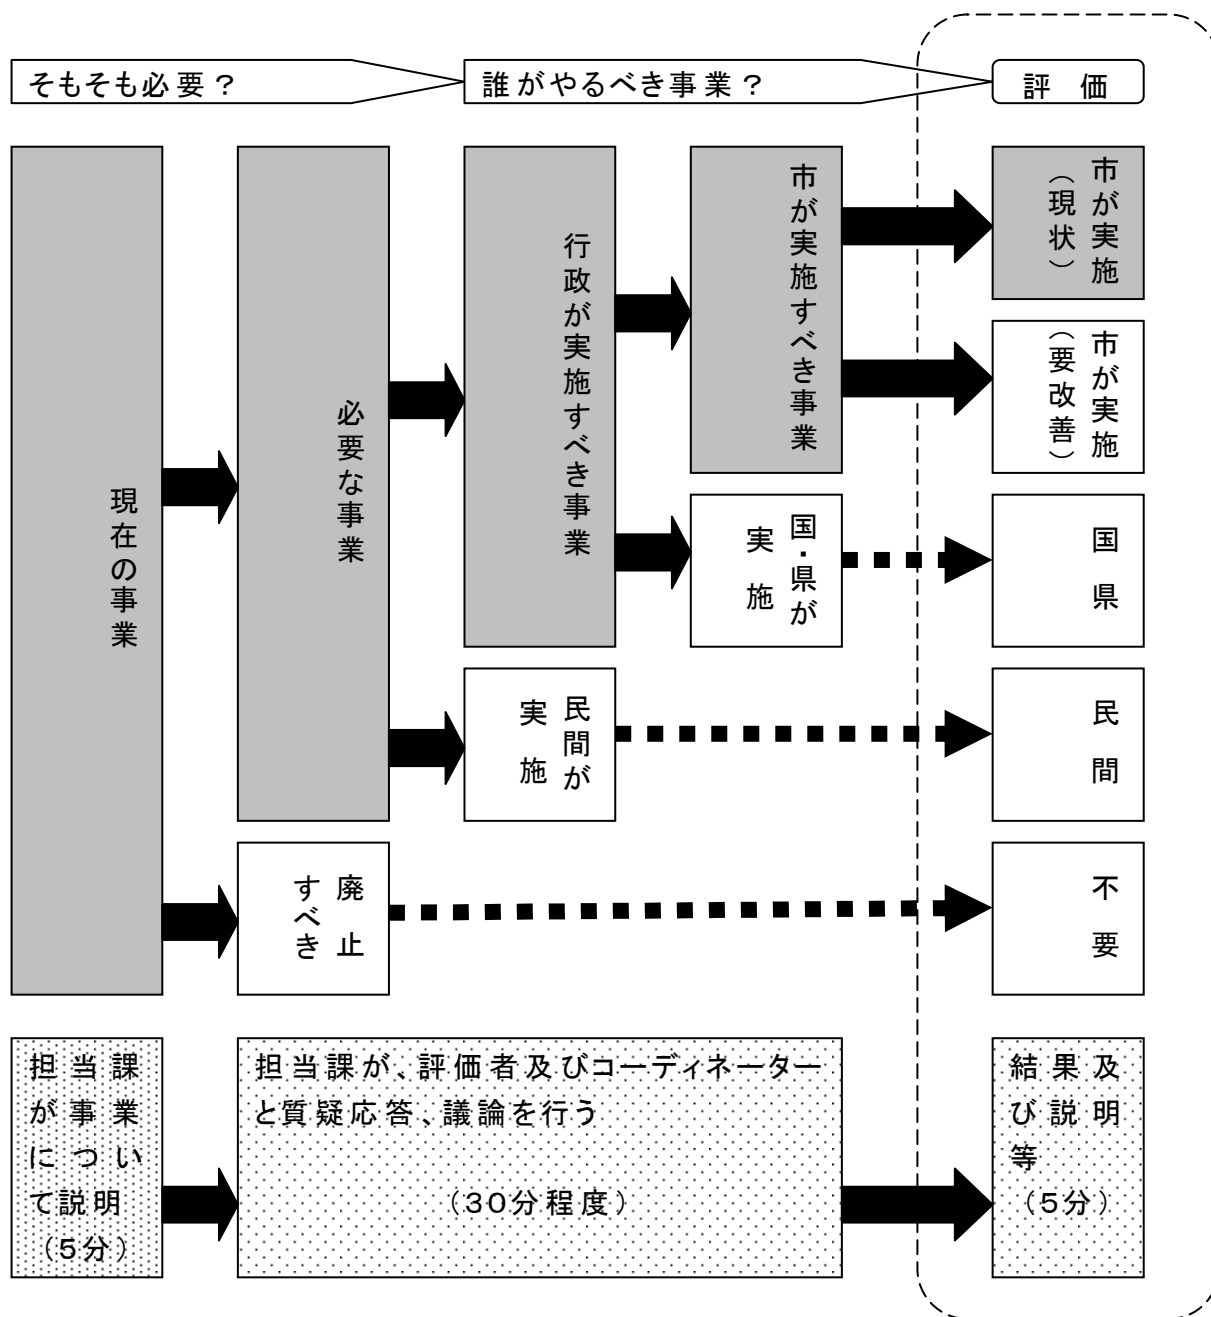 そもそも必要？
誰がやるべき事業？
評　価
現在の事業
必要な事業
行政が実施すべき事業
市が実施すべき事業
市が実施
（現状）
市が実施
（要改善）
国・県が
実　施
国　県
民間が
実　施
民　間
廃　止
すべき
不　要
担当課
が事業
につい
て説明
（5分）
担当課が、評価者及びコーディネーター
と質疑応答、議論を行う
（30分程度）
結果及
び説明
等
（5分）